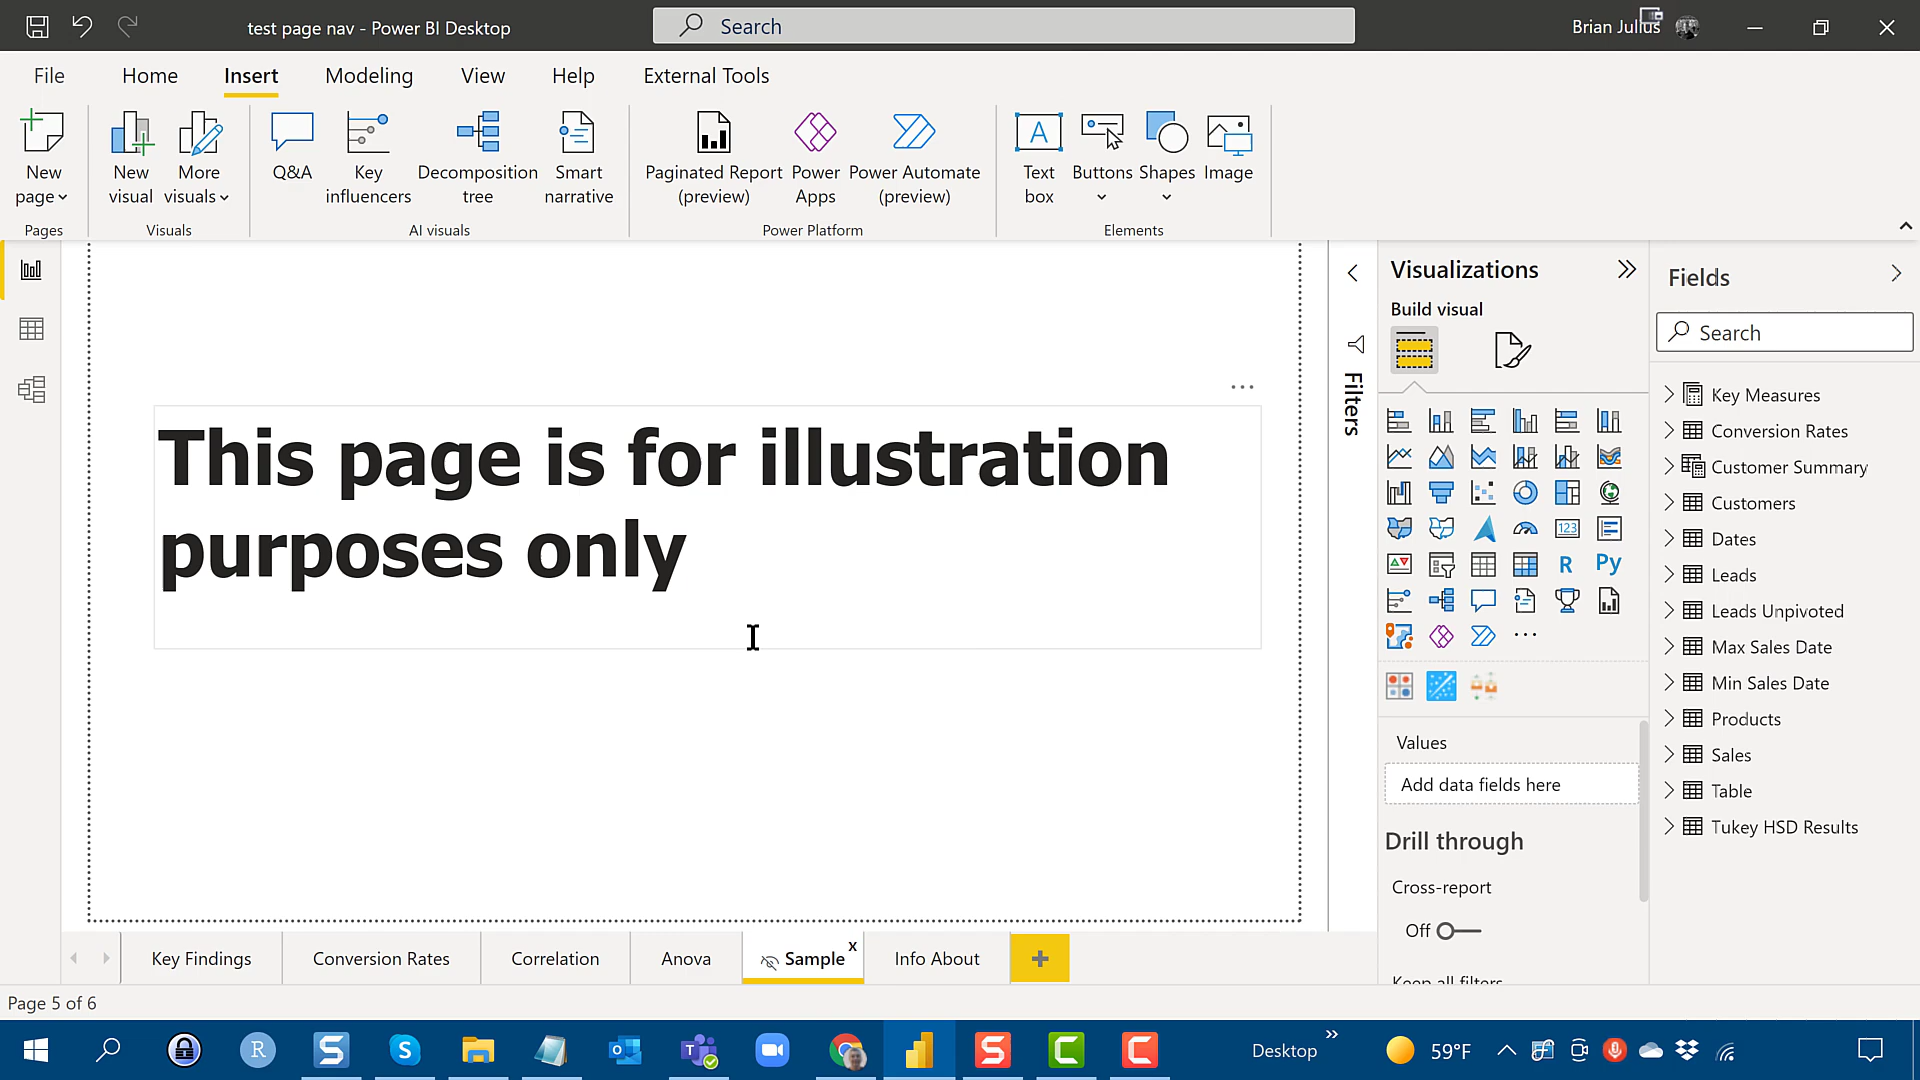 test page nav - Power BI Desktop
Search
Brian Julius
File
Home
Insert
Modeling
View
Help
External Tools
New
page
New
visual
More
visuals
Q&A
Key
influencers
Decomposition
tree
Smart
narrative
Paginated Report
(preview)
Power
Apps
Power Automate
(preview)
Text
box
Buttons
Shapes
Image
Pages
Visuals
AI visuals
Power Platform
Elements
This page is for illustration
purposes only
Filters
Visualizations
Build visual
123
R
Py
Values
Add data fields here
Drill through
Cross-report
Off
Keep all filters
Fields
Search
Key Measures
Conversion Rates
Customer Summary
Customers
Dates
Leads
Leads Unpivoted
Max Sales Date
Min Sales Date
Products
Sales
Table
Tukey HSD Results
Key Findings
Conversion Rates
Correlation
Anova
Sample
x
Info About
+
Page 5 of 6
Desktop
59°F